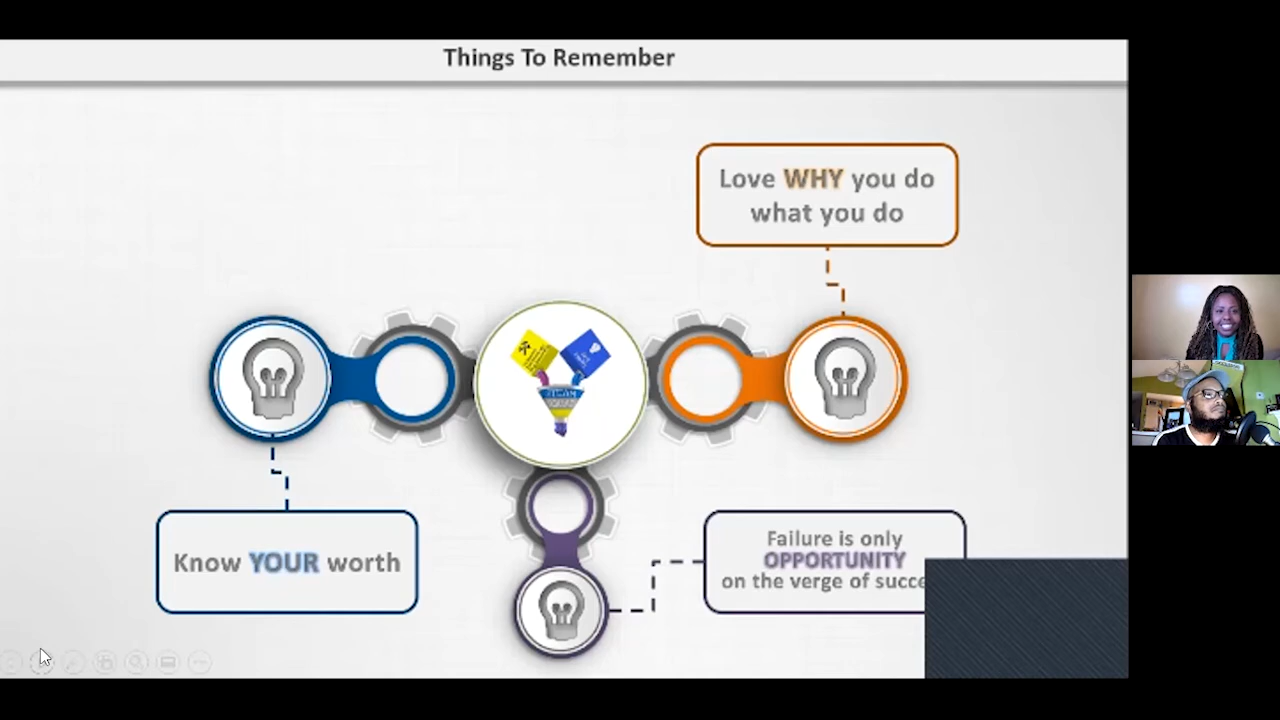 Things To Remember
Love WHY you do
what you do
Know YOUR worth
Failure is only
OPPORTUNITY
on the verge of